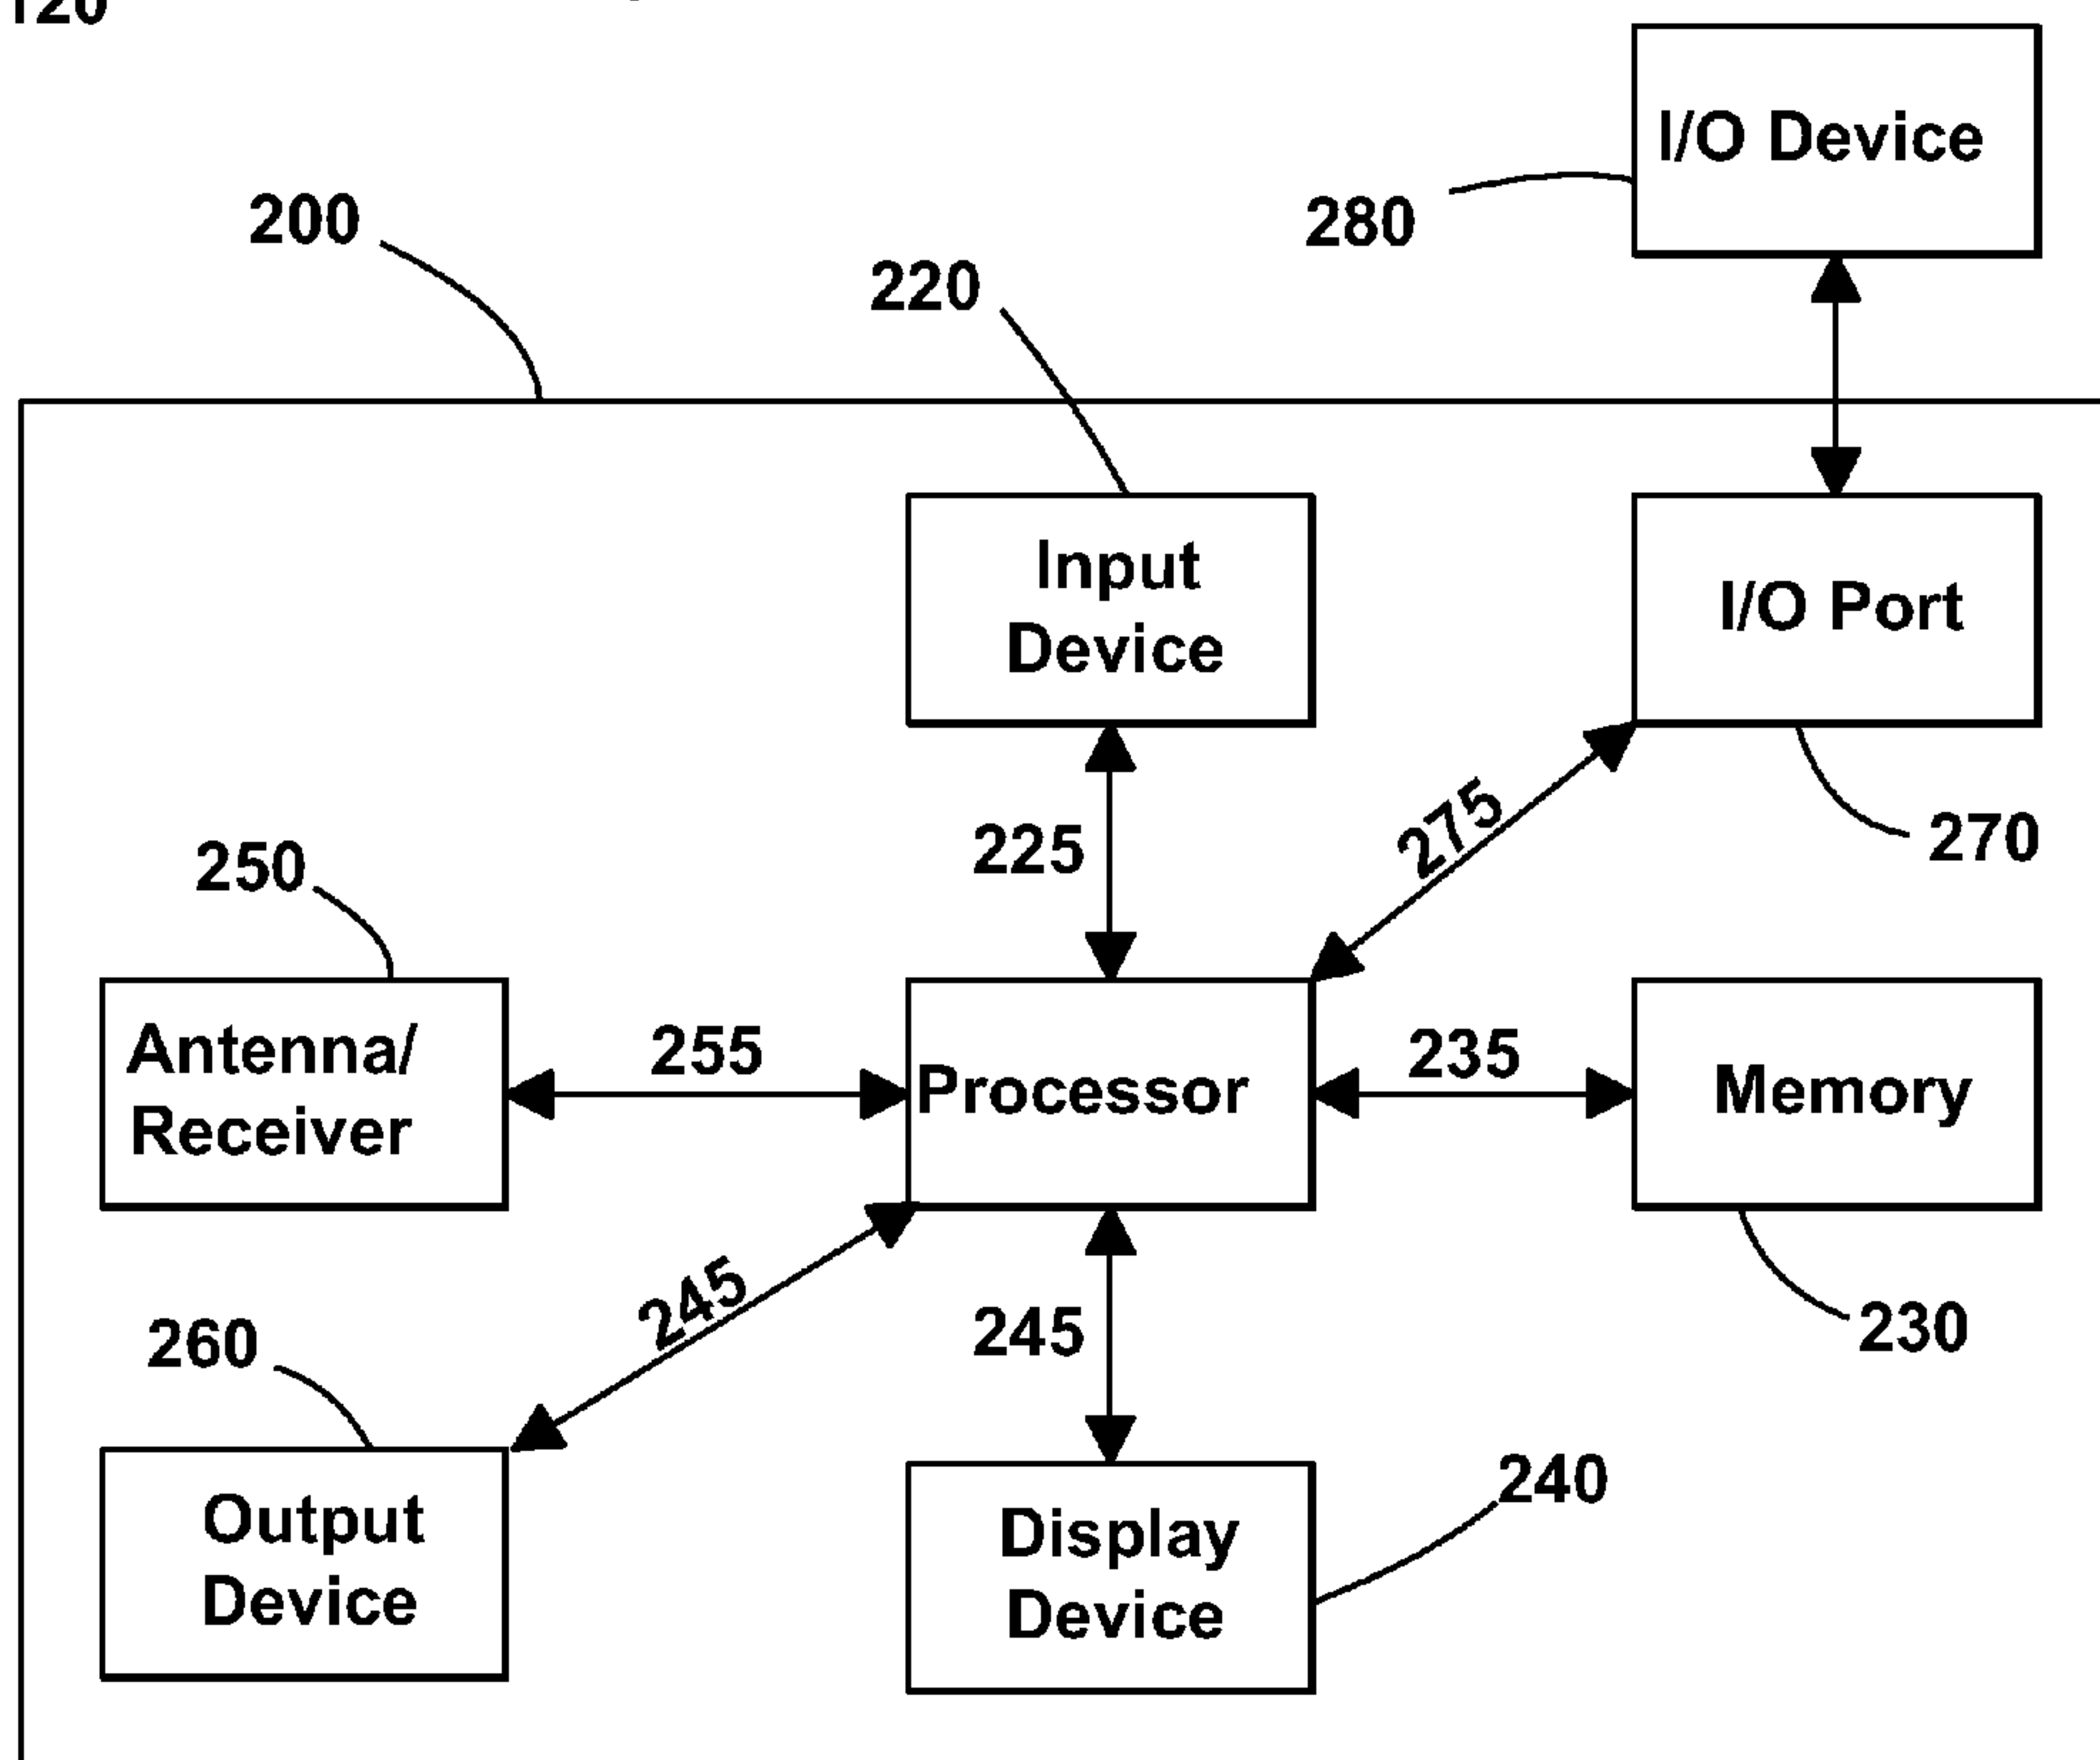 120
I/O Device
200
280
220
Input
Device
I/O Port
225
275
270
250
Antenna/
Receiver
255
Processor
235
Memory
245
245
260
230
Output
Device
Display
Device
240